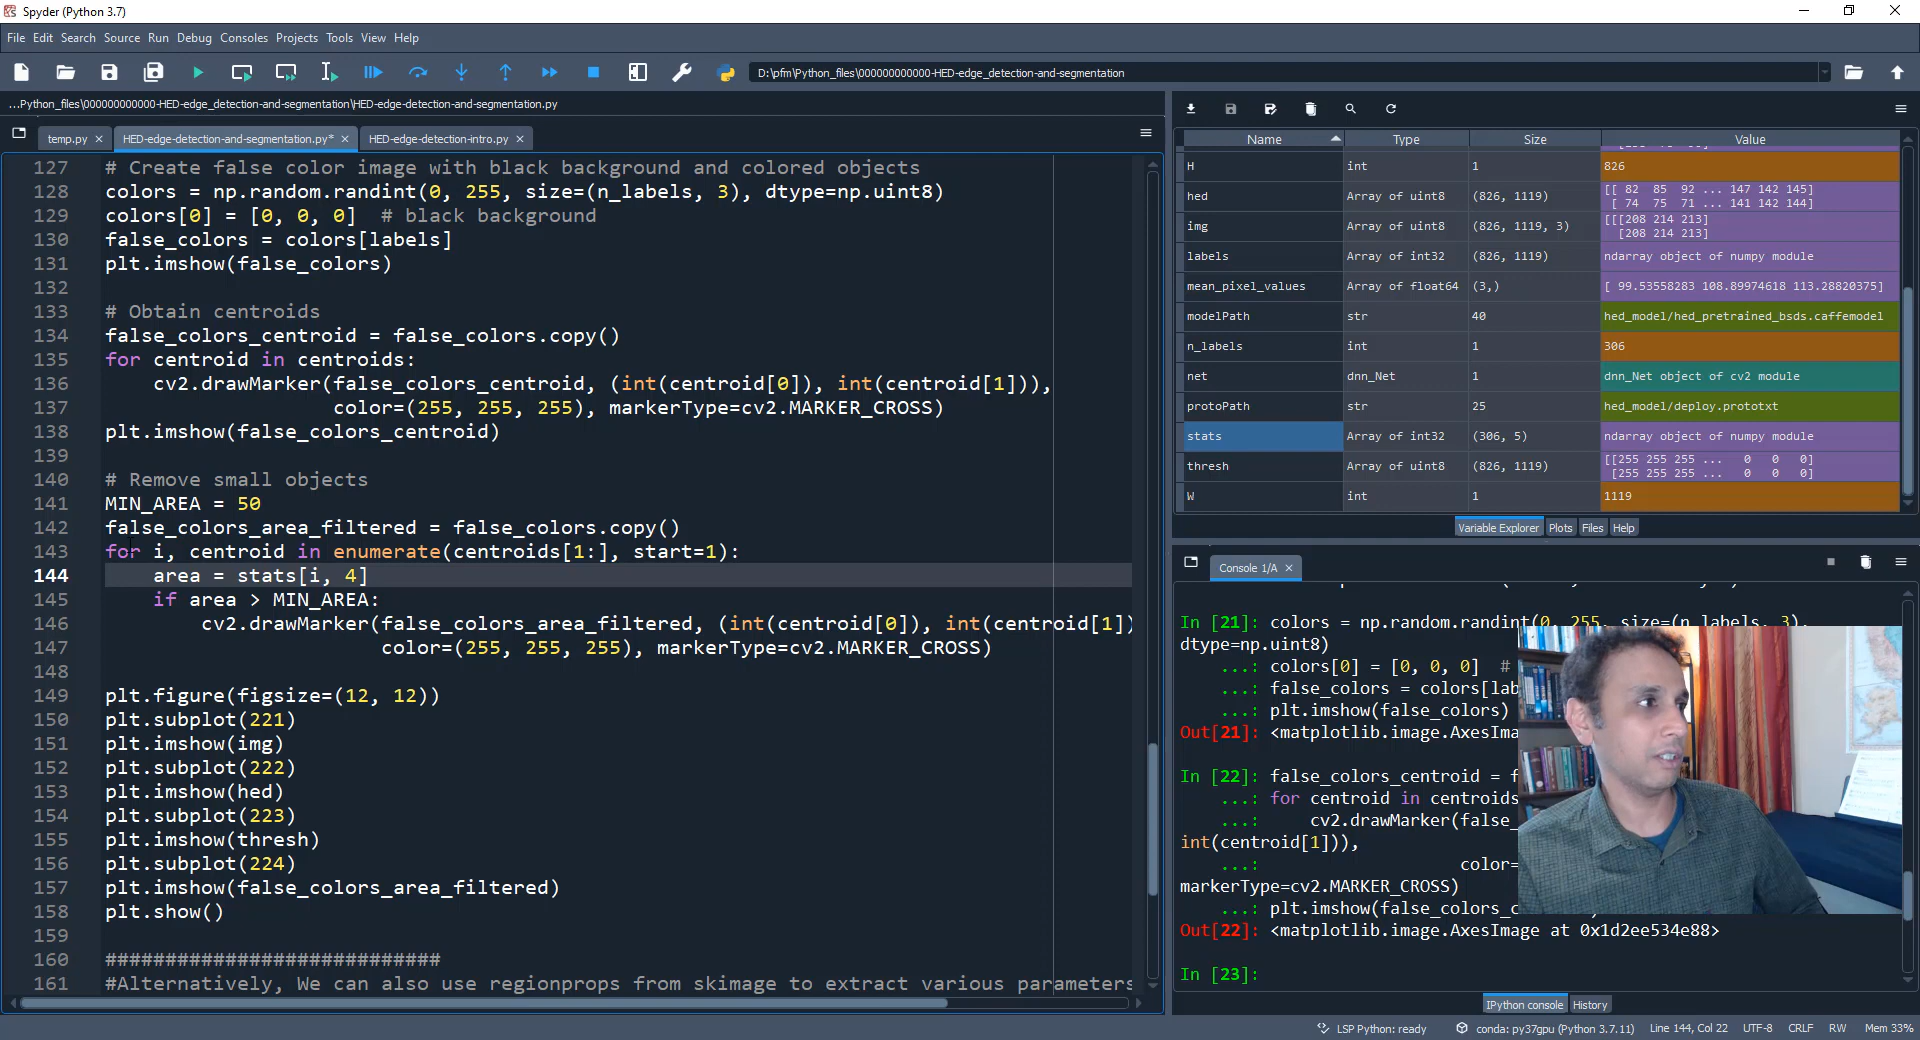 Spyder (Python 3.7)
File Edit Search Source Run Debug Consoles Projects Tools View Help
D:\pfm\Python_files\000000000000-HED-edge_detection-and-segmentation
...Python_files\000000000000-HED-edge_detection-and-segmentation\HED-edge-detection-and-segmentation.py
temp.py HED-edge-detection-and-segmentation.py* HED-edge-detection-intro.py
127 # Create false color image with black background and colored objects
128 colors = np.random.randint(0, 255, size=(n_labels, 3), dtype=np.uint8)
129 colors[0] = [0, 0, 0]  # black background
130 false_colors = colors[labels]
131 plt.imshow(false_colors)
132
133 # Obtain centroids
134 false_colors_centroid = false_colors.copy()
135 for centroid in centroids:
136 cv2.drawMarker(false_colors_centroid, (int(centroid[0]), int(centroid[1])),
137 color=(255, 255, 255), markerType=cv2.MARKER_CROSS)
138 plt.imshow(false_colors_centroid)
139
140 # Remove small objects
141 MIN_AREA = 50
142 false_colors_area_filtered = false_colors.copy()
143 for i, centroid in enumerate(centroids[1:], start=1):
144 area = stats[i, 4]
145 if area > MIN_AREA:
146 cv2.drawMarker(false_colors_area_filtered, (int(centroid[0]), int(centroid[1])
147 color=(255, 255, 255), markerType=cv2.MARKER_CROSS)
148
149 plt.figure(figsize=(12, 12))
150 plt.subplot(221)
151 plt.imshow(img)
152 plt.subplot(222)
153 plt.imshow(hed)
154 plt.subplot(223)
155 plt.imshow(thresh)
156 plt.subplot(224)
157 plt.imshow(false_colors_area_filtered)
158 plt.show()
159
160 ############################
161 #Alternatively, We can also use regionprops from skimage to extract various parameters
Name Type Size Value
H int 1 826
hed Array of uint8 (826, 1119) [[ 82 85 92 ... 147 142 145]
[ 74 75 71 ... 141 142 144]
img Array of uint8 (826, 1119, 3) [[[208 214 213]
[208 214 213]
labels Array of int32 (826, 1119) ndarray object of numpy module
mean_pixel_values Array of float64 (3,) [ 99.53558283 108.89974618 113.28820375]
modelPath str 40 hed_model/hed_pretrained_bsds.caffemodel
n_labels int 1 306
net dnn_Net 1 dnn_Net object of cv2 module
protoPath str 25 hed_model/deploy.prototxt
stats Array of int32 (306, 5) ndarray object of numpy module
thresh Array of uint8 (826, 1119) [[255 255 255 ... 0 0 0]
[255 255 255 ... 0 0 0]
W int 1 1119
Variable Explorer Plots Files Help
Console 1/A
In [21]: colors = np.random.randint(0, 255, size=(n_labels, 3),
dtype=np.uint8)
...: colors[0] = [0, 0, 0] #
...: false_colors = colors[lab
...: plt.imshow(false_colors)
Out[21]: <matplotlib.image.AxesIma
In [22]: false_colors_centroid = f
...: for centroid in centroids
...: cv2.drawMarker(false_
int(centroid[1])),
...: color=
markerType=cv2.MARKER_CROSS)
...: plt.imshow(false_colors_c
Out[22]: <matplotlib.image.AxesImage at 0x1d2ee534e88>
In [23]:
IPython console History
LSP Python: ready conda: py37gpu (Python 3.7.11) Line 144, Col 22 UTF-8 CRLF RW Mem 33%